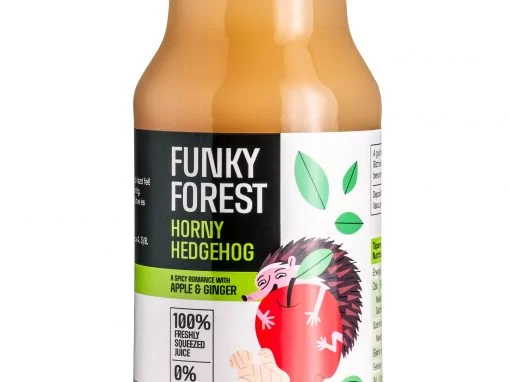 FUNKY
FOREST
HORNY
HEDGEHOG
A SPICY ROMANCE WITH
APPLE & GINGER
100%
FRESHLY
SQUEEZED
JUICE
0%